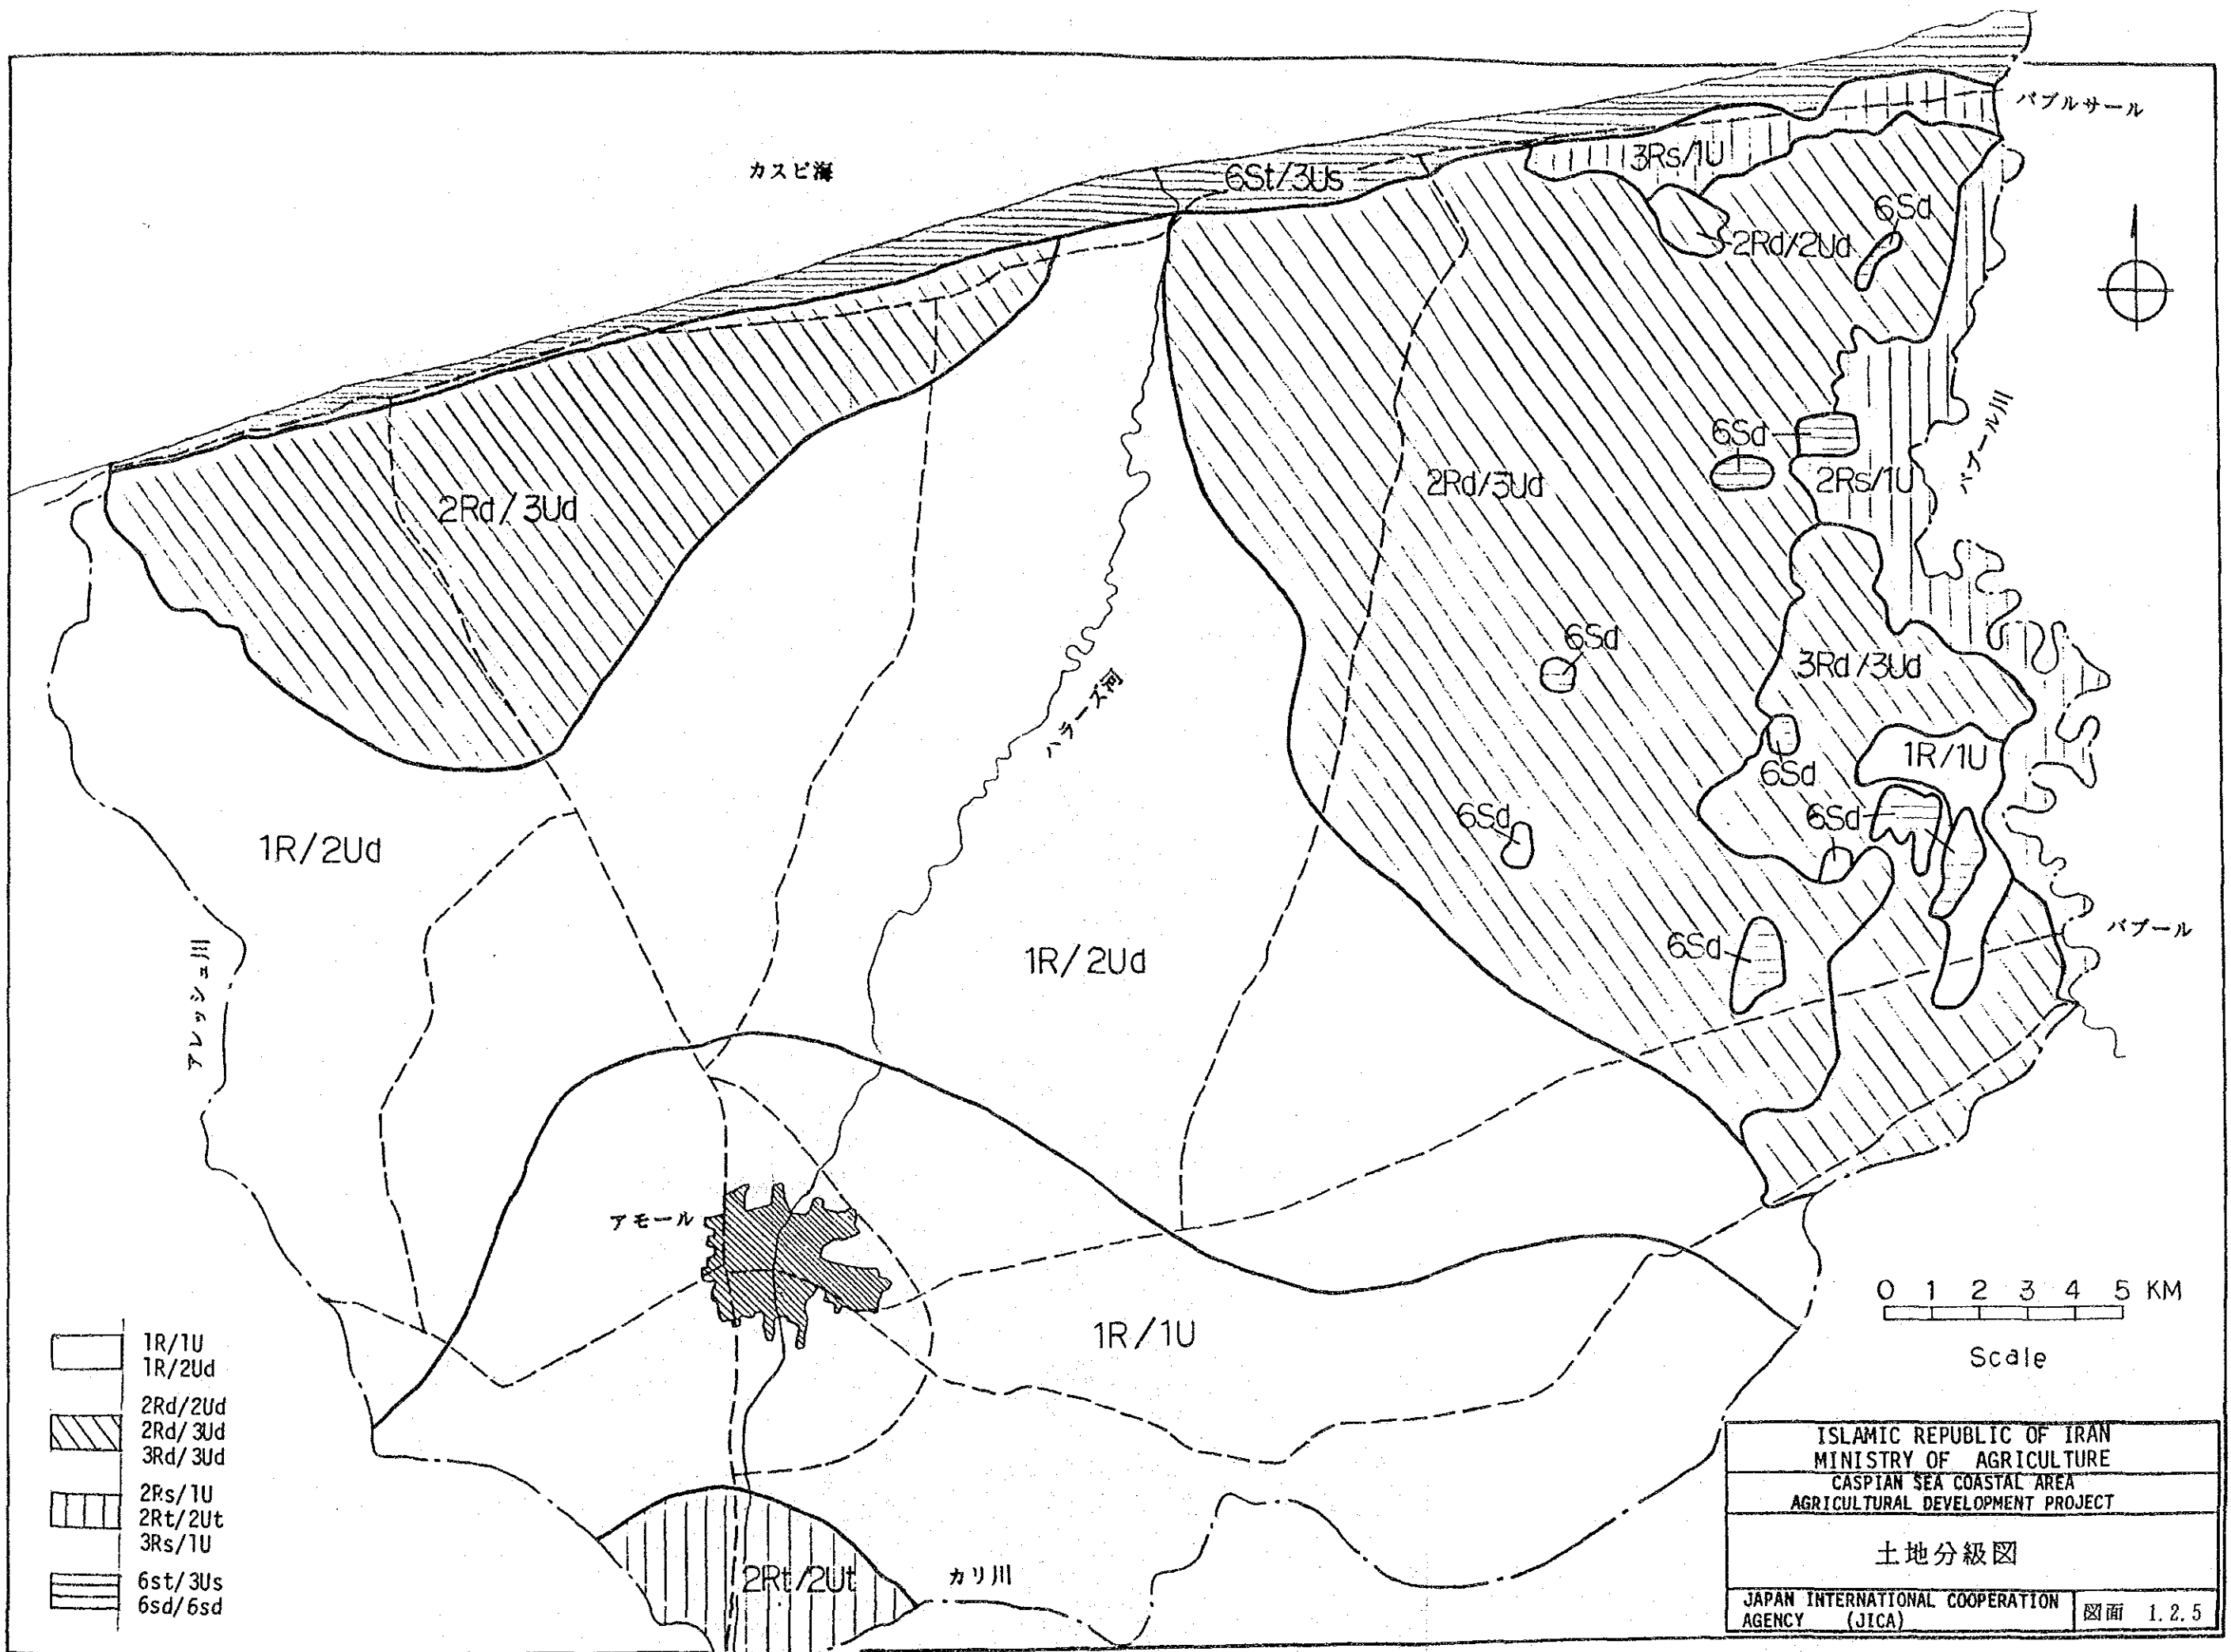 カスピ海
バブルサール
6St/3Us
3Rs/1U
6Sd
2Rd/2Ud
バブール川
6Sd
6Sd
2Rs/1U
2Rd/3Ud
2Rd/3Ud
6Sd
3Rd/3Ud
ハラーズ河
1R/1U
6Sd
6Sd
6Sd
1R/2Ud
アレッシュ川
1R/2Ud
6Sd
バブール
アモール
1R/1U
2Rt/2Ut
カリ川
0 1 2 3 4 5 KM
Scale
1R/1U
1R/2Ud
2Rd/2Ud
2Rd/3Ud
3Rd/3Ud
2Rs/1U
2Rt/2Ut
3Rs/1U
6st/3Us
6sd/6sd
ISLAMIC REPUBLIC OF IRAN
MINISTRY OF AGRICULTURE
CASPIAN SEA COASTAL AREA
AGRICULTURAL DEVELOPMENT PROJECT
土地分級図
JAPAN INTERNATIONAL COOPERATION
AGENCY (JICA)
図面 1.2.5